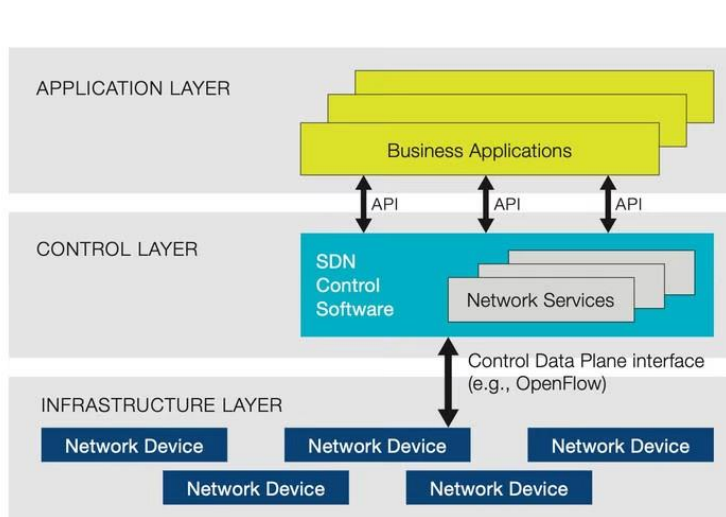 APPLICATION LAYER
Business Applications
API
API
API
CONTROL LAYER
SDN
Control
Software
Network Services
Control Data Plane interface
(e.g., OpenFlow)
INFRASTRUCTURE LAYER
Network Device
Network Device
Network Device
Network Device
Network Device